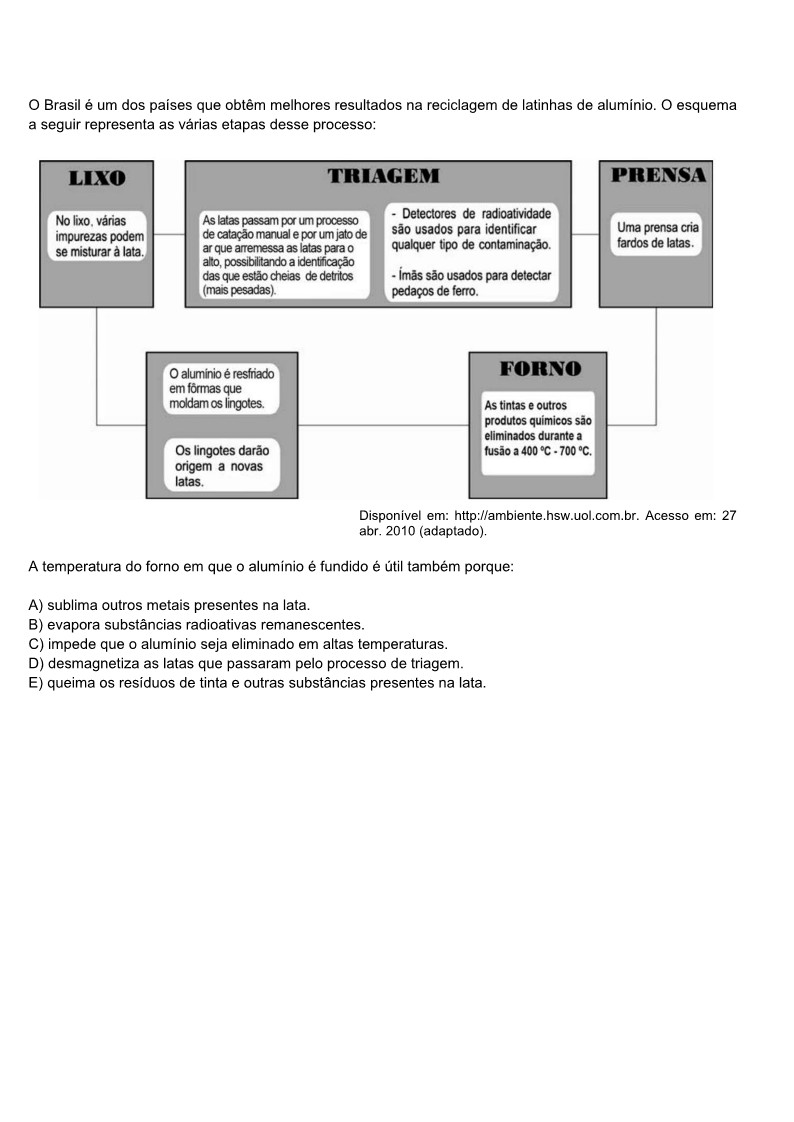 O Brasil é um dos países que obtêm melhores resultados na reciclagem de latinhas de alumínio. O esquema
a seguir representa as várias etapas desse processo:
LIXO
No lixo, várias
impurezas podem
se misturar à lata.
TRIAGEM
As latas passam por um processo
de catação manual e por um jato de
ar que arremessa as latas para o
alto, possibilitando a identificação
das que estão cheias de detritos
(mais pesadas).
- Detectores de radioatividade
são usados para identificar
qualquer tipo de contaminação.
- Ímãs são usados para detectar
pedaços de ferro.
PRENSA
Uma prensa cria
fardos de latas.
O alumínio é resfriado
em fôrmas que
moldam os lingotes.
Os lingotes darão
origem a novas
latas.
FORNO
As tintas e outros
produtos químicos são
eliminados durante a
fusão a 400 ºC - 700 ºC.
Disponível em: http://ambiente.hsw.uol.com.br. Acesso em: 27
abr. 2010 (adaptado).
A temperatura do forno em que o alumínio é fundido é útil também porque:
A) sublima outros metais presentes na lata.
B) evapora substâncias radioativas remanescentes.
C) impede que o alumínio seja eliminado em altas temperaturas.
D) desmagnetiza as latas que passaram pelo processo de triagem.
E) queima os resíduos de tinta e outras substâncias presentes na lata.